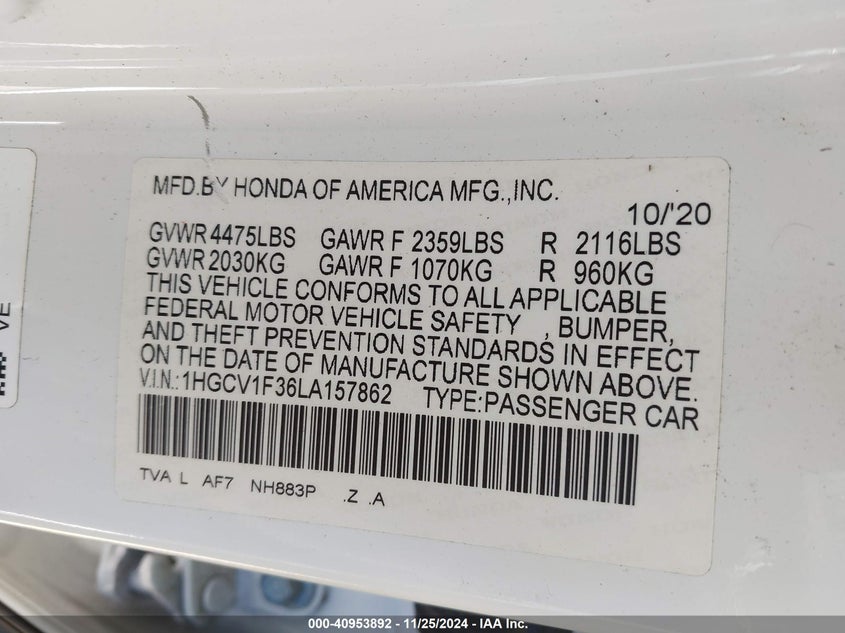 MFD.BY HONDA OF AMERICA MFG.,INC.
10/'20
GVWR 4475LBS GAWR F 2359LBS R 2116LBS
GVWR 2030KG GAWR F 1070KG R 960KG
THIS VEHICLE CONFORMS TO ALL APPLICABLE
FEDERAL MOTOR VEHICLE SAFETY , BUMPER,
AND THEFT PREVENTION STANDARDS IN EFFECT
ON THE DATE OF MANUFACTURE SHOWN ABOVE.
V.I.N.:1HGCV1F36LA157862 TYPE:PASSENGER CAR
TVA L AF7 NH883P .Z .A
VE
000-40953892 - 11/25/2024 - IAA Inc.